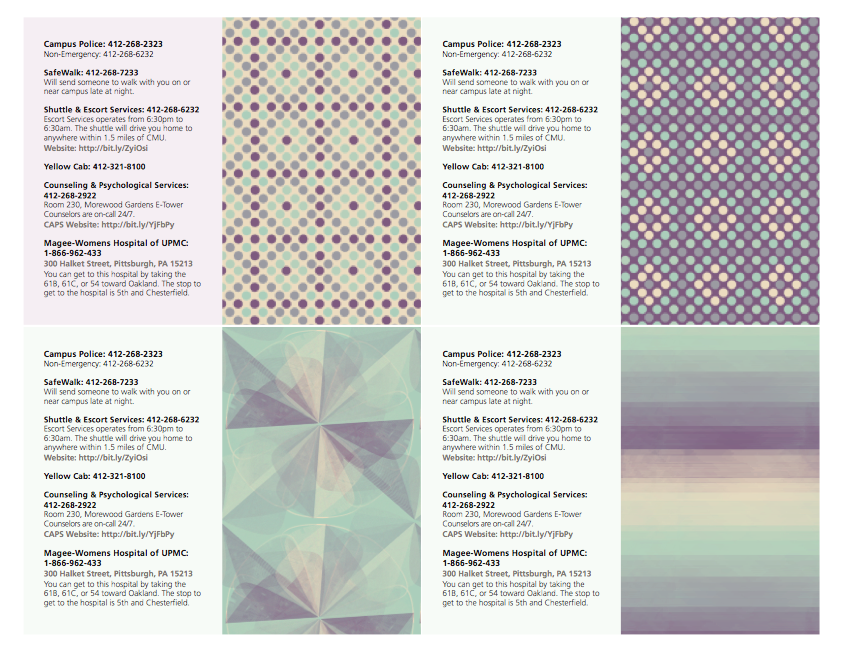 Campus Police: 412-268-2323
Non-Emergency: 412-268-6232
SafeWalk: 412-268-7233
Will send someone to walk with you on or
near campus late at night.
Shuttle & Escort Services: 412-268-6232
Escort Services operates from 6:30pm to
6:30am. The shuttle will drive you home to
anywhere within 1.5 miles of CMU.
Website: http://bit.ly/ZyiOsi
Yellow Cab: 412-321-8100
Counseling & Psychological Services:
412-268-2922
Room 230, Morewood Gardens E-Tower
Counselors are on-call 24/7.
CAPS Website: http://bit.ly/YjFbPy
Magee-Womens Hospital of UPMC:
1-866-962-433
300 Halket Street, Pittsburgh, PA 15213
You can get to this hospital by taking the
61B, 61C, or 54 toward Oakland. The stop to
get to the hospital is 5th and Chesterfield.
Campus Police: 412-268-2323
Non-Emergency: 412-268-6232
SafeWalk: 412-268-7233
Will send someone to walk with you on or
near campus late at night.
Shuttle & Escort Services: 412-268-6232
Escort Services operates from 6:30pm to
6:30am. The shuttle will drive you home to
anywhere within 1.5 miles of CMU.
Website: http://bit.ly/ZyiOsi
Yellow Cab: 412-321-8100
Counseling & Psychological Services:
412-268-2922
Room 230, Morewood Gardens E-Tower
Counselors are on-call 24/7.
CAPS Website: http://bit.ly/YjFbPy
Magee-Womens Hospital of UPMC:
1-866-962-433
300 Halket Street, Pittsburgh, PA 15213
You can get to this hospital by taking the
61B, 61C, or 54 toward Oakland. The stop to
get to the hospital is 5th and Chesterfield.
Campus Police: 412-268-2323
Non-Emergency: 412-268-6232
SafeWalk: 412-268-7233
Will send someone to walk with you on or
near campus late at night.
Shuttle & Escort Services: 412-268-6232
Escort Services operates from 6:30pm to
6:30am. The shuttle will drive you home to
anywhere within 1.5 miles of CMU.
Website: http://bit.ly/ZyiOsi
Yellow Cab: 412-321-8100
Counseling & Psychological Services:
412-268-2922
Room 230, Morewood Gardens E-Tower
Counselors are on-call 24/7.
CAPS Website: http://bit.ly/YjFbPy
Magee-Womens Hospital of UPMC:
1-866-962-433
300 Halket Street, Pittsburgh, PA 15213
You can get to this hospital by taking the
61B, 61C, or 54 toward Oakland. The stop to
get to the hospital is 5th and Chesterfield.
Campus Police: 412-268-2323
Non-Emergency: 412-268-6232
SafeWalk: 412-268-7233
Will send someone to walk with you on or
near campus late at night.
Shuttle & Escort Services: 412-268-6232
Escort Services operates from 6:30pm to
6:30am. The shuttle will drive you home to
anywhere within 1.5 miles of CMU.
Website: http://bit.ly/ZyiOsi
Yellow Cab: 412-321-8100
Counseling & Psychological Services:
412-268-2922
Room 230, Morewood Gardens E-Tower
Counselors are on-call 24/7.
CAPS Website: http://bit.ly/YjFbPy
Magee-Womens Hospital of UPMC:
1-866-962-433
300 Halket Street, Pittsburgh, PA 15213
You can get to this hospital by taking the
61B, 61C, or 54 toward Oakland. The stop to
get to the hospital is 5th and Chesterfield.